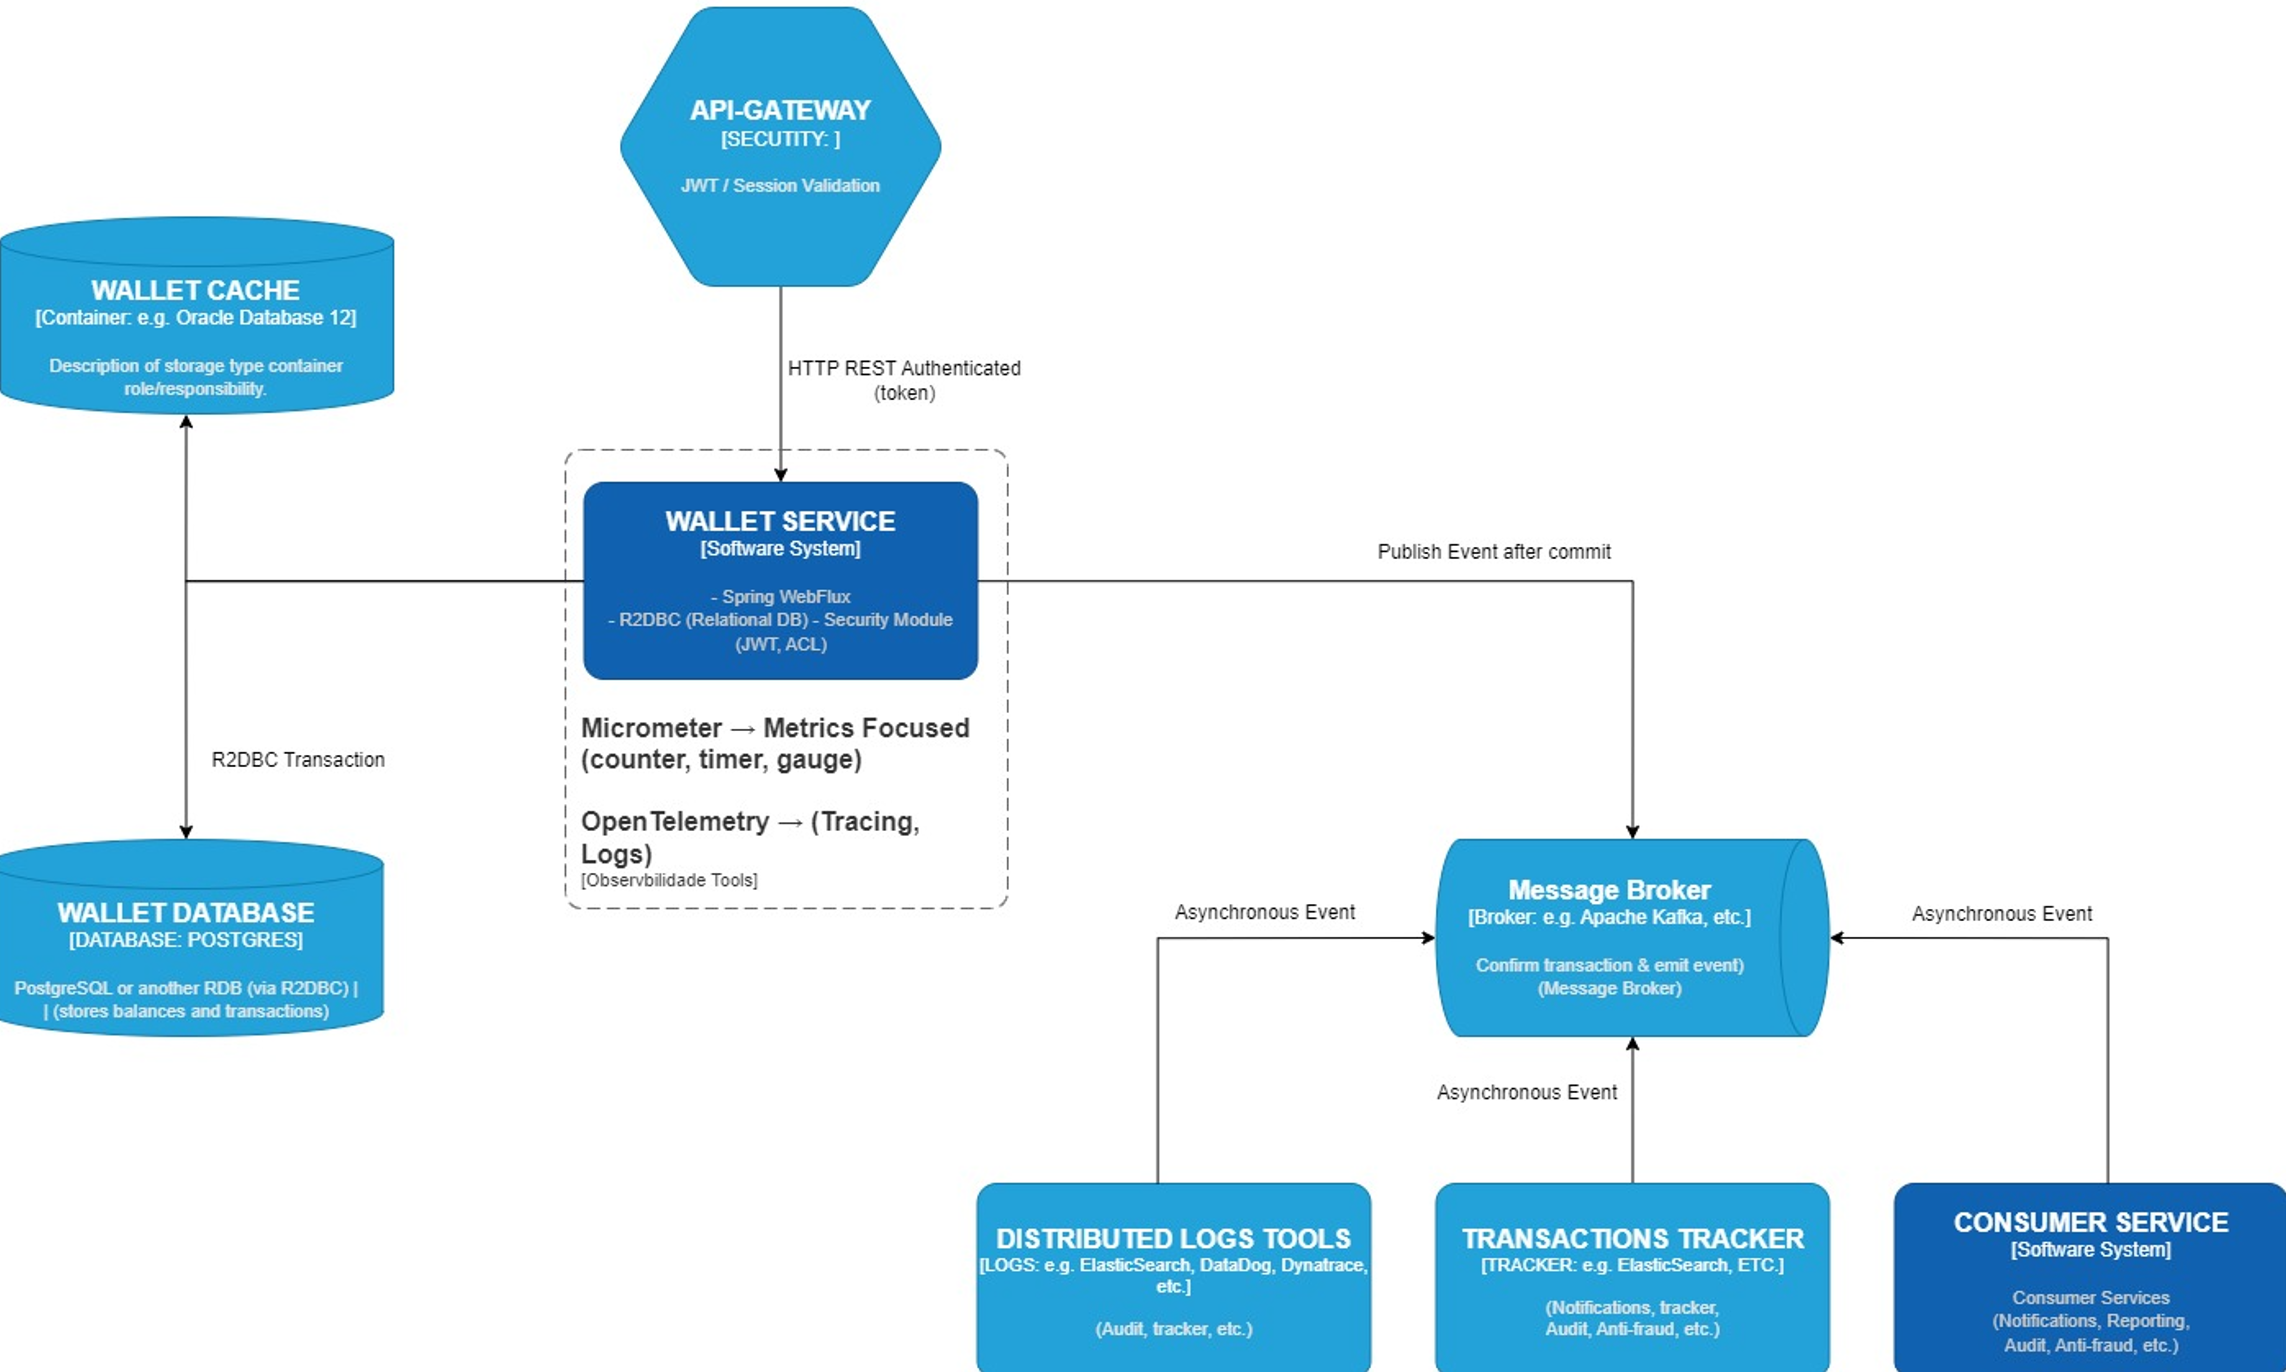 API-GATEWAY
[SECUTITY: ]
JWT / Session Validation
WALLET CACHE
[Container: e.g. Oracle Database 12]
Description of storage type container
role/responsibility.
HTTP REST Authenticated
(token)
WALLET SERVICE
[Software System]
- Spring WebFlux
- R2DBC (Relational DB) - Security Module
(JWT, ACL)
Publish Event after commit
Micrometer → Metrics Focused
(counter, timer, gauge)
OpenTelemetry → (Tracing,
Logs)
[Observbilidade Tools]
R2DBC Transaction
WALLET DATABASE
[DATABASE: POSTGRES]
PostgreSQL or another RDB (via R2DBC) |
| (stores balances and transactions)
Message Broker
[Broker: e.g. Apache Kafka, etc.]
Confirm transaction & emit event)
(Message Broker)
Asynchronous Event
Asynchronous Event
Asynchronous Event
DISTRIBUTED LOGS TOOLS
[LOGS: e.g. ElasticSearch, DataDog, Dynatrace,
etc.]
(Audit, tracker, etc.)
TRANSACTIONS TRACKER
[TRACKER: e.g. ElasticSearch, ETC.]
(Notifications, tracker,
Audit, Anti-fraud, etc.)
CONSUMER SERVICE
[Software System]
Consumer Services
(Notifications, Reporting,
Audit, Anti-fraud, etc.)